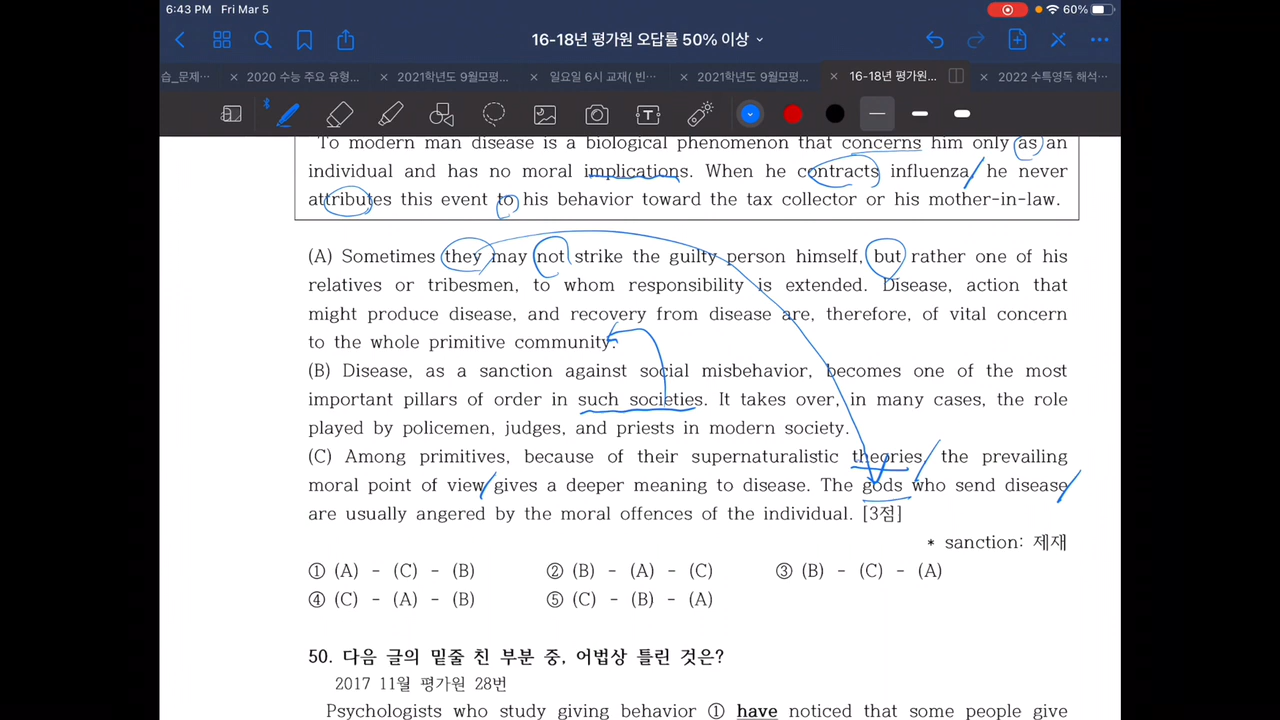 6:43 PM Fri Mar 5
60%
16-18년 평가원 오답률 50% 이상
습_문제… × 2020 수능 주요 유형… × 2021학년도 9월모평… × 일요일 6시 교재( 빈… × 2021학년도 9월모평… × 16-18년 평가원… × 2022 수특영독 해석…
To modern man disease is a biological phenomenon that concerns him only as an
individual and has no moral implications. When he contracts influenza, he never
attributes this event to his behavior toward the tax collector or his mother-in-law.
(A) Sometimes they may not strike the guilty person himself, but rather one of his
relatives or tribesmen, to whom responsibility is extended. Disease, action that
might produce disease, and recovery from disease are, therefore, of vital concern
to the whole primitive community.
(B) Disease, as a sanction against social misbehavior, becomes one of the most
important pillars of order in such societies. It takes over, in many cases, the role
played by policemen, judges, and priests in modern society.
(C) Among primitives, because of their supernaturalistic theories, the prevailing
moral point of view gives a deeper meaning to disease. The gods who send disease
are usually angered by the moral offences of the individual. [3점]
* sanction: 제재
① (A) - (C) - (B) ② (B) - (A) - (C) ③ (B) - (C) - (A)
④ (C) - (A) - (B) ⑤ (C) - (B) - (A)
50. 다음 글의 밑줄 친 부분 중, 어법상 틀린 것은?
2017 11월 평가원 28번
Psychologists who study giving behavior ① have noticed that some people give